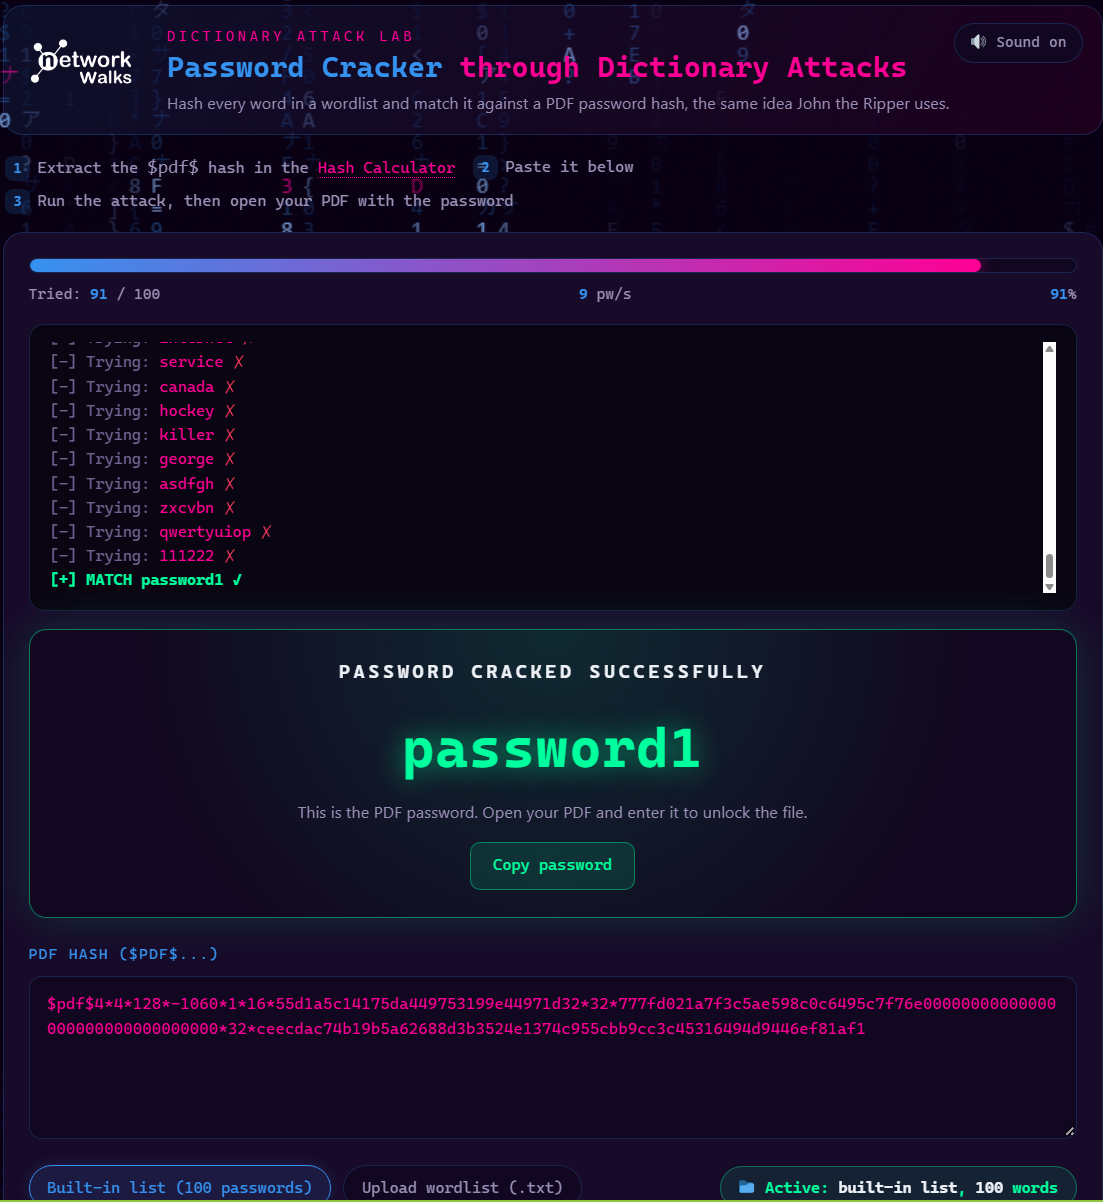 network
Walks
DICTIONARY ATTACK LAB
Password Cracker through Dictionary Attacks
Hash every word in a wordlist and match it against a PDF password hash, the same idea John the Ripper uses.
Sound on
1 Extract the $pdf$ hash in the Hash Calculator 2 Paste it below
3 Run the attack, then open your PDF with the password
Tried: 91 / 100 9 pw/s 91%
[-] Trying: service ✗
[-] Trying: canada ✗
[-] Trying: hockey ✗
[-] Trying: killer ✗
[-] Trying: george ✗
[-] Trying: asdfgh ✗
[-] Trying: zxcvbn ✗
[-] Trying: qwertyuiop ✗
[-] Trying: 111222 ✗
[+] MATCH password1 ✓
PASSWORD CRACKED SUCCESSFULLY
password1
This is the PDF password. Open your PDF and enter it to unlock the file.
Copy password
PDF HASH ($PDF$...)
$pdf$4*4*128*-1060*1*16*55d1a5c14175da449753199e44971d32*32*777fd021a7f3c5ae598c0c6495c7f76e00000000000000
000000000000000000*32*ceecdac74b19b5a62688d3b3524e1374c955cbb9cc3c45316494d9446ef81af1
Built-in list (100 passwords) Upload wordlist (.txt) Active: built-in list, 100 words